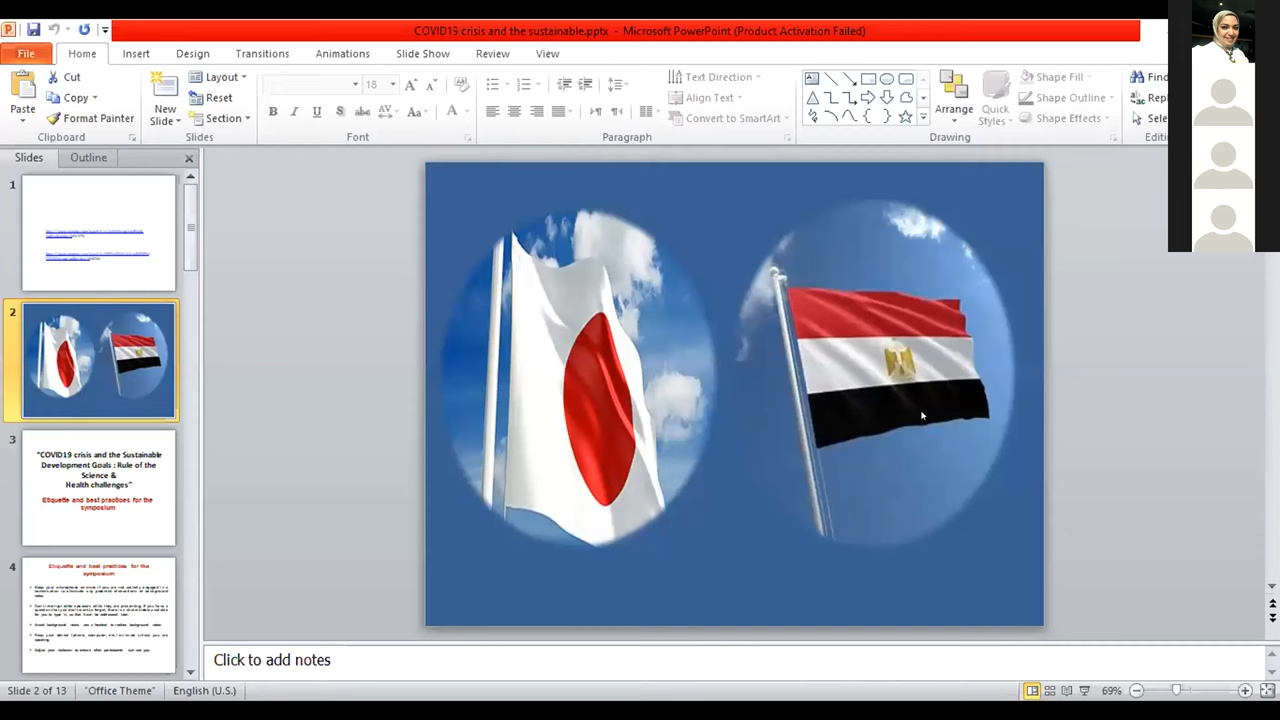 COVID19 crisis and the sustainable.pptx - Microsoft PowerPoint (Product Activation Failed)
File Home Insert Design Transitions Animations Slide Show Review View
Cut
Copy
Format Painter
Paste
Clipboard
New
Slide
Layout
Reset
Section
Slides
18
Font
Text Direction
Align Text
Convert to SmartArt
Paragraph
Arrange
Quick
Styles
Shape Fill
Shape Outline
Shape Effects
Drawing
Slides Outline
1
2
3
"COVID19 crisis and the Sustainable
Development Goals : Rule of the
Science &
Health challenges"
Etiquette and best practices for the
symposium
4
Etiquette and best practices for the
symposium
Click to add notes
Slide 2 of 13 "Office Theme" English (U.S.) 69%